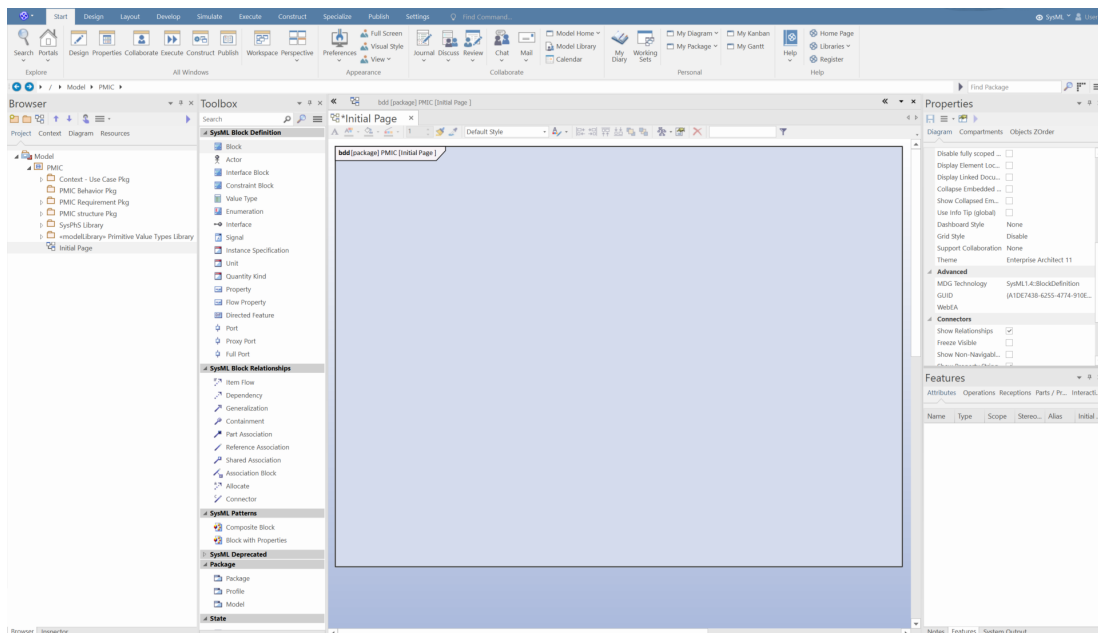 Start Design Layout Develop Simulate Execute Construct Specialize Publish Settings Find Command... SysML User
Search Portals Design Properties Collaborate Execute Construct Publish Workspace Perspective Preferences Full Screen Visual Style View Journal Discuss Review Chat Mail Model Home Model Library Calendar My Diary Working Sets My Diagram My Package My Kanban My Gantt Help Home Page Libraries Register
Explore All Windows Appearance Collaborate Personal Help
/ Model PMIC Find Package
Browser
Project Context Diagram Resources
Model
PMIC
Context - Use Case Pkg
PMIC Behavior Pkg
PMIC Requirement Pkg
PMIC structure Pkg
SysPhS Library
«modelLibrary» Primitive Value Types Library
Initial Page
Browser Inspector
Toolbox
Search
SysML Block Definition
Block
Actor
Interface Block
Constraint Block
Value Type
Enumeration
Interface
Signal
Instance Specification
Unit
Quantity Kind
Property
Flow Property
Directed Feature
Port
Proxy Port
Full Port
SysML Block Relationships
Item Flow
Dependency
Generalization
Containment
Part Association
Reference Association
Shared Association
Association Block
Allocate
Connector
SysML Patterns
Composite Block
Block with Properties
SysML Deprecated
Package
Package
Profile
Model
State
bdd [package] PMIC [Initial Page ]
*Initial Page
1 Default Style
bdd [package] PMIC [Initial Page ]
Properties
Diagram Compartments Objects ZOrder
Disable fully scoped ...
Display Element Loc...
Display Linked Docu...
Collapse Embedded ...
Show Collapsed Em...
Use Info Tip (global)
Dashboard Style None
Grid Style Disable
Support Collaboration None
Theme Enterprise Architect 11
Advanced
MDG Technology SysML1.4::BlockDefinition
GUID {A1DE7438-6255-4774-910E...
WebEA
Connectors
Show Relationships
Freeze Visible
Show Non-Navigabl...
Features
Attributes Operations Receptions Parts / Pr... Interacti...
Name Type Scope Stereo... Alias Initial ...
Notes Features System Output